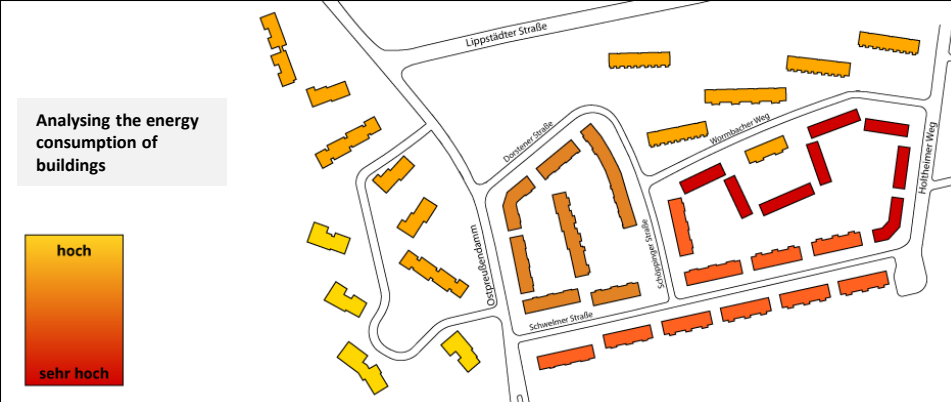 Lippstädter Straße
Analysing the energy
consumption of
buildings
Dorstener Straße
Wormbacher Weg
Holtheimer Weg
Ostpreußendamm
Schöppinger Straße
hoch
Schwelmer Straße
sehr hoch